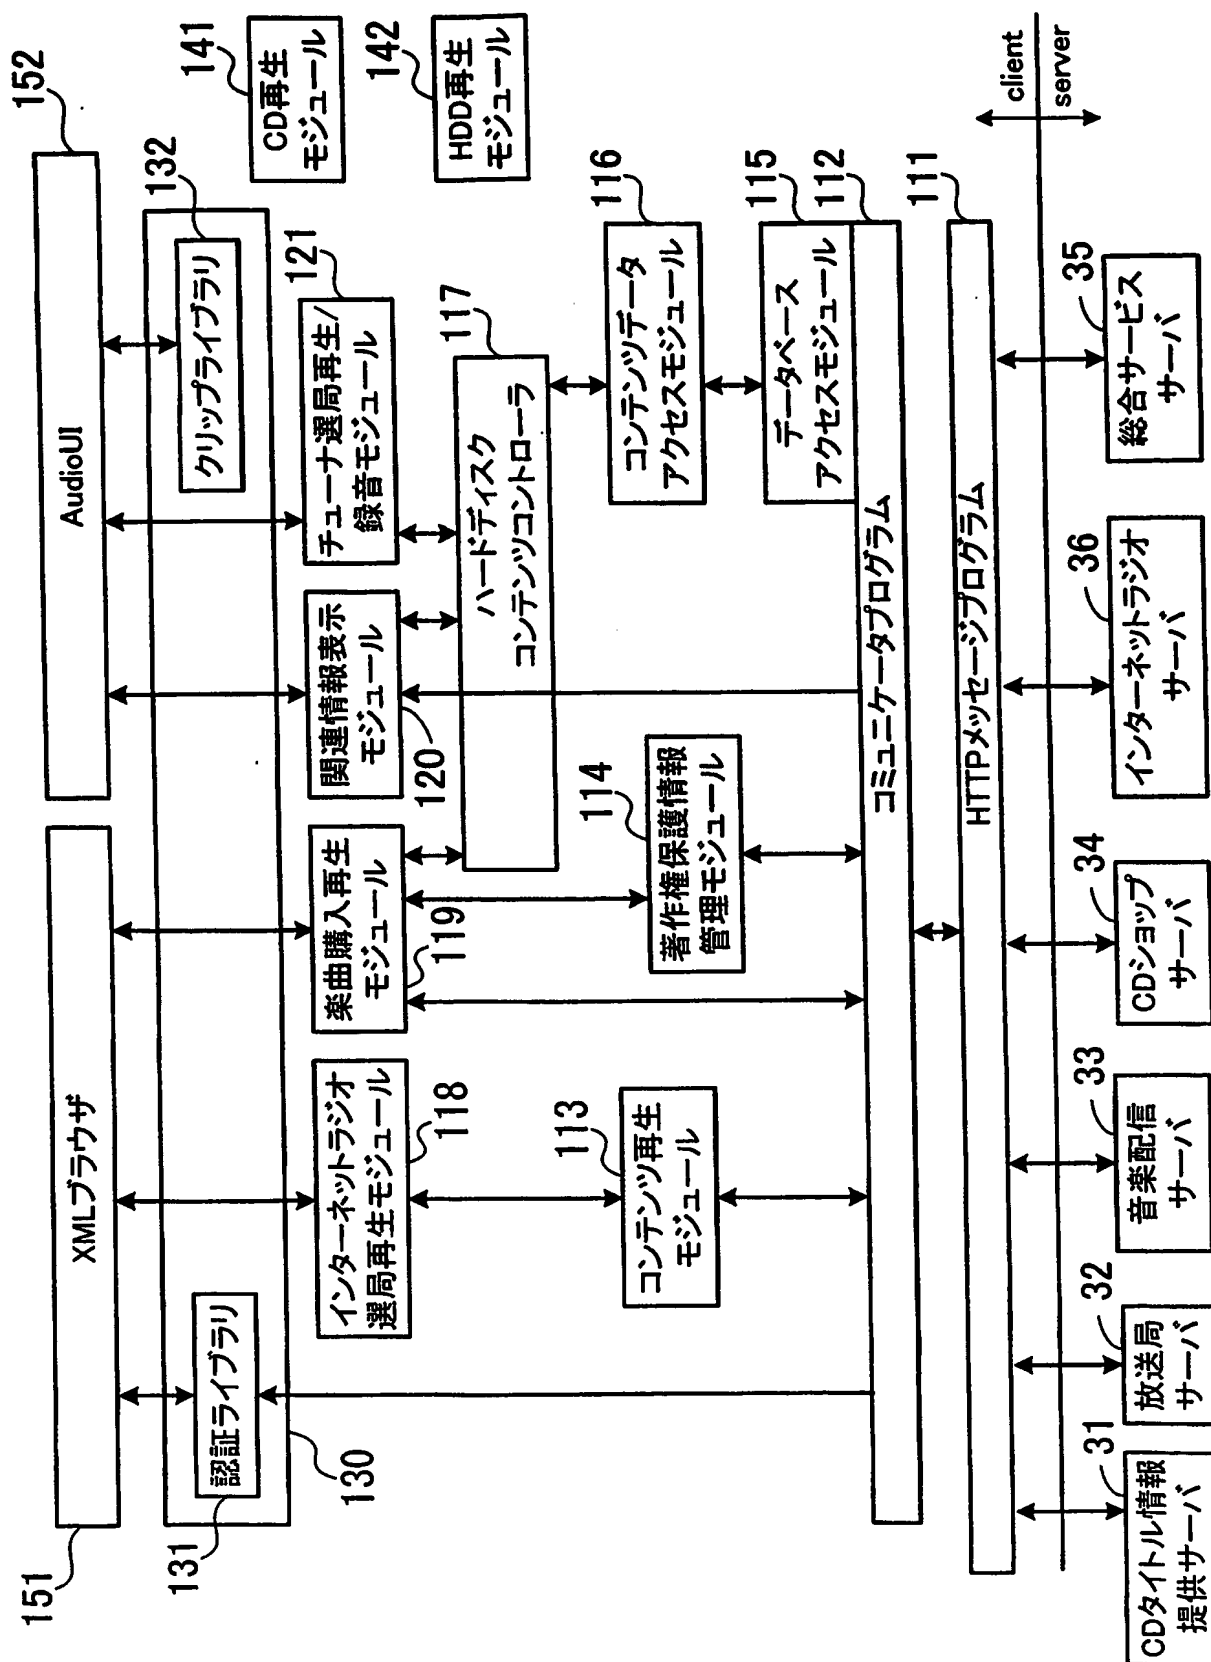 151
XMLブラウザ
AudioUI
152
131
認証ライブラリ
130
クリップライブラリ
132
CD再生
モジュール
141
HDD再生
モジュール
142
インターネットラジオ
選局再生モジュール
118
楽曲購入再生
モジュール
119
関連情報表示
モジュール
120
チューナ選局再生/
録音モジュール
121
ハードディスク
コンテンツコントローラ
117
コンテンツ再生
モジュール
113
著作権保護情報
管理モジュール
114
コンテンツデータ
アクセスモジュール
116
データベース
アクセスモジュール
115
コミュニケータプログラム
112
HTTPメッセージプログラム
111
client
server
CDタイトル情報
提供サーバ
31
放送局
サーバ
32
音楽配信
サーバ
33
CDショップ
サーバ
34
インターネットラジオ
サーバ
36
総合サービス
サーバ
35